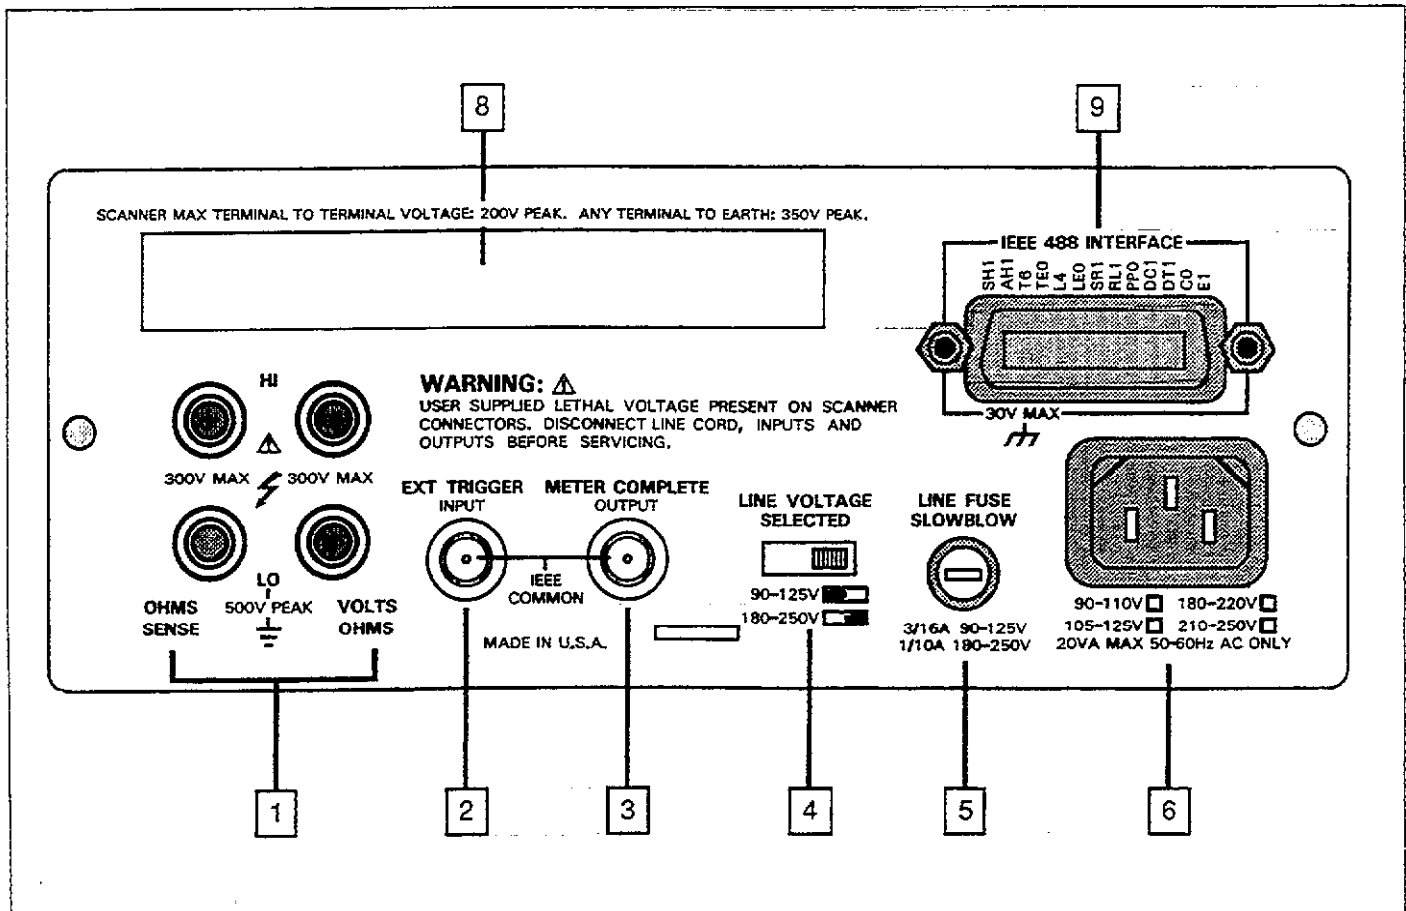 8
9
SCANNER MAX TERMINAL TO TERMINAL VOLTAGE: 200V PEAK. ANY TERMINAL TO EARTH: 350V PEAK.
IEEE 488 INTERFACE
SH1
AH1
T6
TE0
L4
LE0
SR1
RL1
PP0
DC1
DT1
C0
E1
30V MAX
HI
300V MAX
300V MAX
WARNING: ⚠
USER SUPPLIED LETHAL VOLTAGE PRESENT ON SCANNER
CONNECTORS. DISCONNECT LINE CORD, INPUTS AND
OUTPUTS BEFORE SERVICING.
LO
500V PEAK
OHMS
SENSE
VOLTS
OHMS
EXT TRIGGER
INPUT
METER COMPLETE
OUTPUT
IEEE
COMMON
MADE IN U.S.A.
LINE VOLTAGE
SELECTED
90-125V
180-250V
LINE FUSE
SLOWBLOW
3/16A 90-125V
1/10A 180-250V
90-110V 180-220V
105-125V 210-250V
20VA MAX 50-60Hz AC ONLY
1
2
3
4
5
6